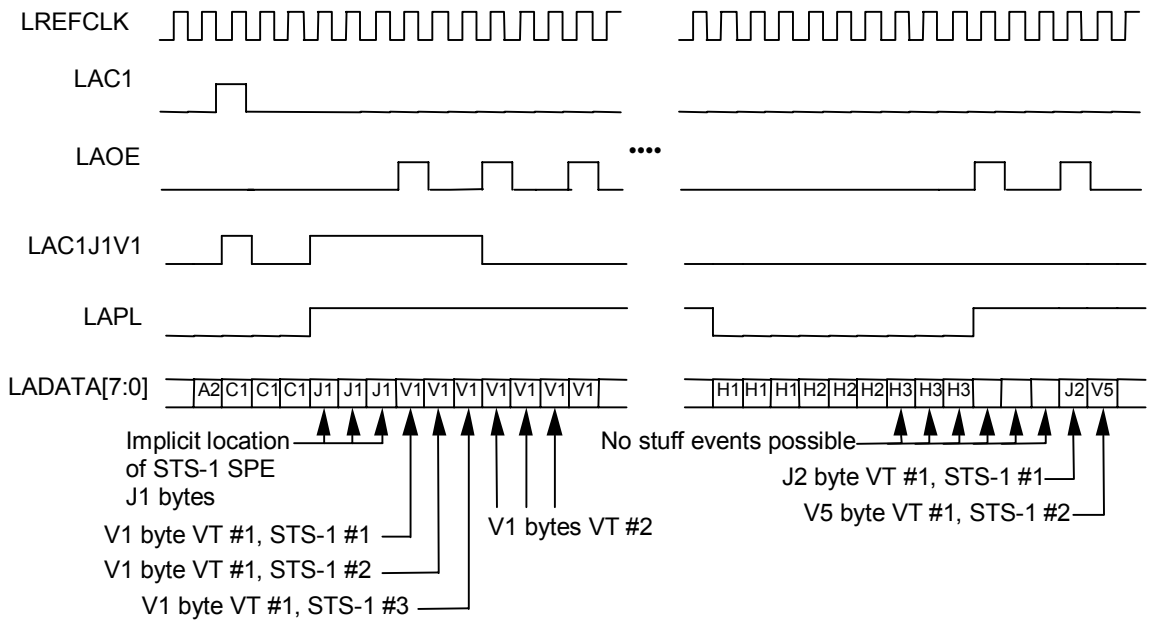 LREFCLK
LAC1
LAOE
••••
LAC1J1V1
LAPL
LADATA[7:0]
A2 C1 C1 C1 J1 J1 J1 V1 V1 V1 V1 V1 V1 V1
H1 H1 H1 H2 H2 H2 H3 H3 H3 J2 V5
Implicit location
of STS-1 SPE
J1 bytes
No stuff events possible
J2 byte VT #1, STS-1 #1
V5 byte VT #1, STS-1 #2
V1 bytes VT #2
V1 byte VT #1, STS-1 #1
V1 byte VT #1, STS-1 #2
V1 byte VT #1, STS-1 #3